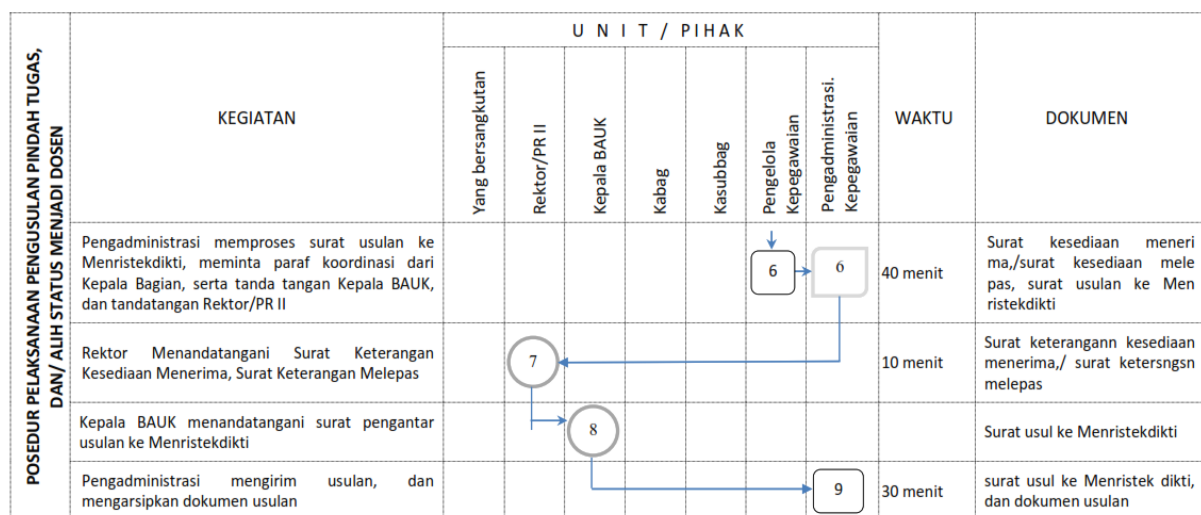 POSEDUR PELAKSANAAN PENGUSULAN PINDAH TUGAS,
DAN/ ALIH STATUS MENJADI DOSEN
KEGIATAN
U N I T / PIHAK
Yang bersangkutan
Rektor/PR II
Kepala BAUK
Kabag
Kasubbag
Pengelola
Kepegawaian
Pengadministrasi.
Kepegawaian
WAKTU
DOKUMEN
Pengadministrasi memproses surat usulan ke
Menristekdikti, meminta paraf koordinasi dari
Kepala Bagian, serta tanda tangan Kepala BAUK,
dan tandatangan Rektor/PR II
6
6
40 menit
Surat kesediaan meneri
ma,/surat kesediaan mele
pas, surat usulan ke Men
ristekdikti
Rektor Menandatangani Surat Keterangan
Kesediaan Menerima, Surat Keterangan Melepas
7
10 menit
Surat keterangann kesediaan
menerima,/ surat ketersngsn
melepas
Kepala BAUK menandatangani surat pengantar
usulan ke Menristekdikti
8
Surat usul ke Menristekdikti
Pengadministrasi mengirim usulan, dan
mengarsipkan dokumen usulan
9
30 menit
surat usul ke Menristek dikti,
dan dokumen usulan